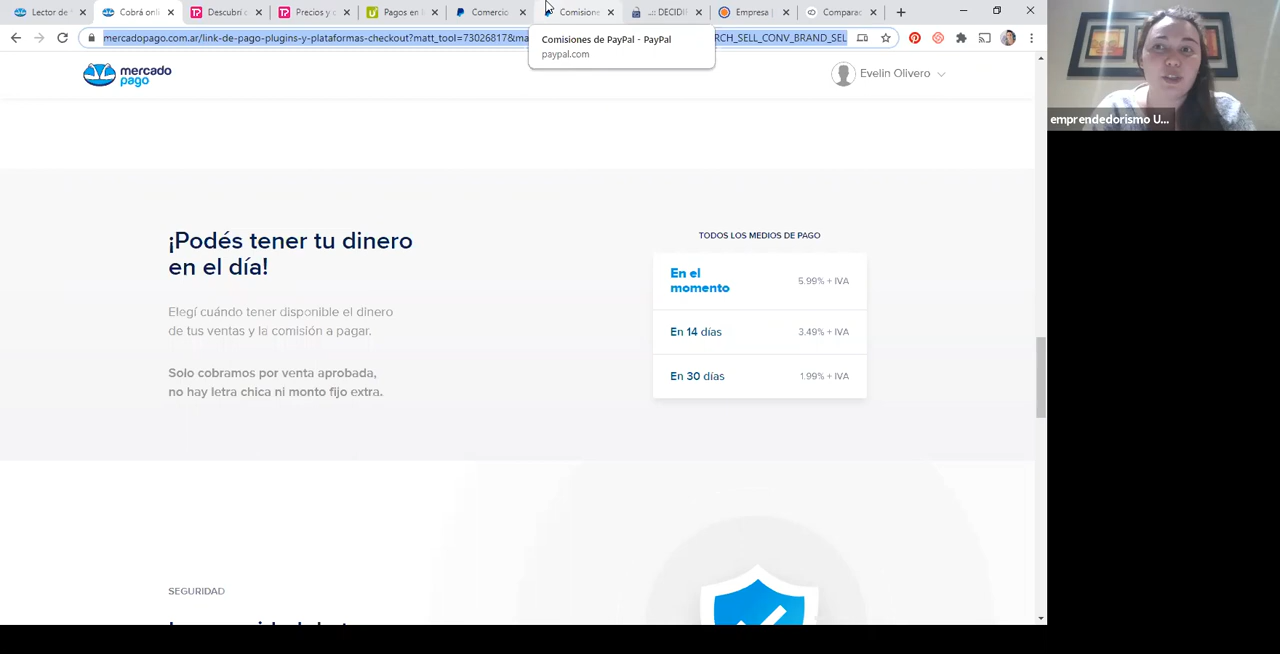 Lector de
Cobrá onli
Descubrí c
Precios y c
Pagos en
Comercio
Comisione
..:: DECIDI
Empresa
Comparac
mercadopago.com.ar/link-de-pago-plugins-y-plataformas-checkout?matt_tool=73026817&ma
RCH_SELL_CONV_BRAND_SEL
Comisiones de PayPal - PayPal
paypal.com
mercado
pago
Evelin Olivero
emprendedorismo U...
¡Podés tener tu dinero
en el día!
Elegí cuándo tener disponible el dinero
de tus ventas y la comisión a pagar.
Solo cobramos por venta aprobada,
no hay letra chica ni monto fijo extra.
TODOS LOS MEDIOS DE PAGO
En el
momento
5.99% + IVA
En 14 días
3.49% + IVA
En 30 días
1.99% + IVA
SEGURIDAD